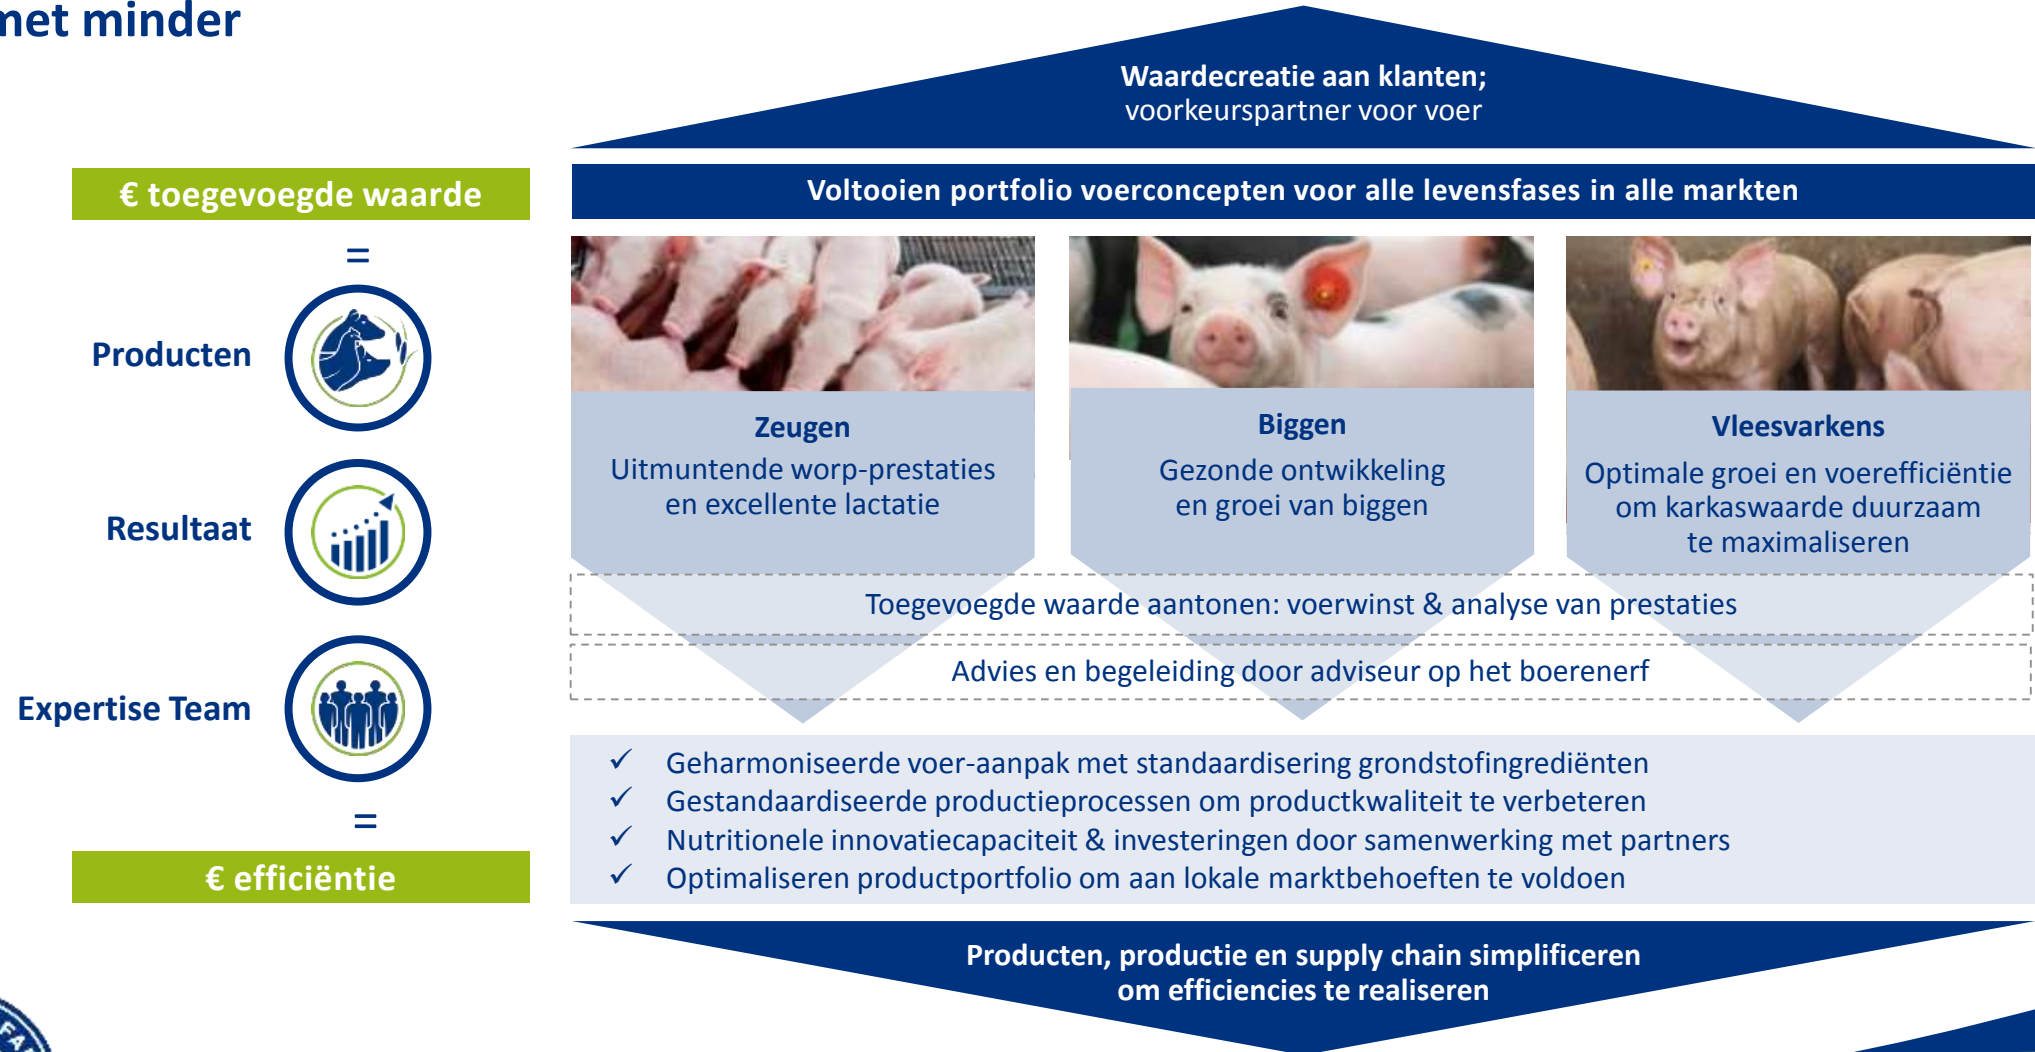 met minder
Waardecreatie aan klanten;
voorkeurspartner voor voer
€ toegevoegde waarde
=
Producten
Resultaat
Expertise Team
=
€ efficiëntie
Voltooien portfolio voerconcepten voor alle levensfases in alle markten
Zeugen
Uitmuntende worp-prestaties
en excellente lactatie
Biggen
Gezonde ontwikkeling
en groei van biggen
Vleesvarkens
Optimale groei en voerefficiëntie
om karkaswaarde duurzaam
te maximaliseren
Toegevoegde waarde aantonen: voerwinst & analyse van prestaties
Advies en begeleiding door adviseur op het boerenerf
✓ Geharmoniseerde voer-aanpak met standaardisering grondstofingrediënten
✓ Gestandaardiseerde productieprocessen om productkwaliteit te verbeteren
✓ Nutritionele innovatiecapaciteit & investeringen door samenwerking met partners
✓ Optimaliseren productportfolio om aan lokale marktbehoeften te voldoen
Producten, productie en supply chain simplificeren
om efficiencies te realiseren